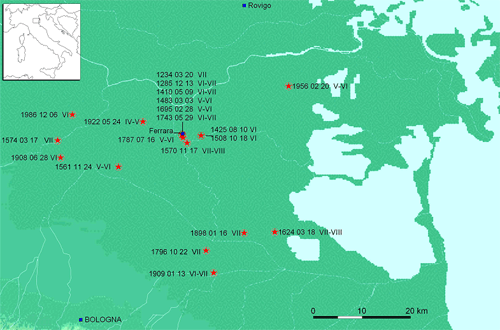 Rovigo
1234 03 20 VII
1285 12 13 VI-VII
1410 05 09 VI-VII
1483 03 03 V-VI
1695 02 28 V-VI
1743 05 29 VI-VII
1956 02 20 V-VI
1986 12 06 VI
1922 05 24 IV-V
Ferrara
1425 08 10 VI
1508 10 18 VI
1574 03 17 VII
1787 07 16 V-VI
1570 11 17 VII-VIII
1908 06 28 VI
1561 11 24 V-VI
1898 01 16 VII
1624 03 18 VII-VIII
1796 10 22 VII
1909 01 13 VI-VII
BOLOGNA
0 10 20 km